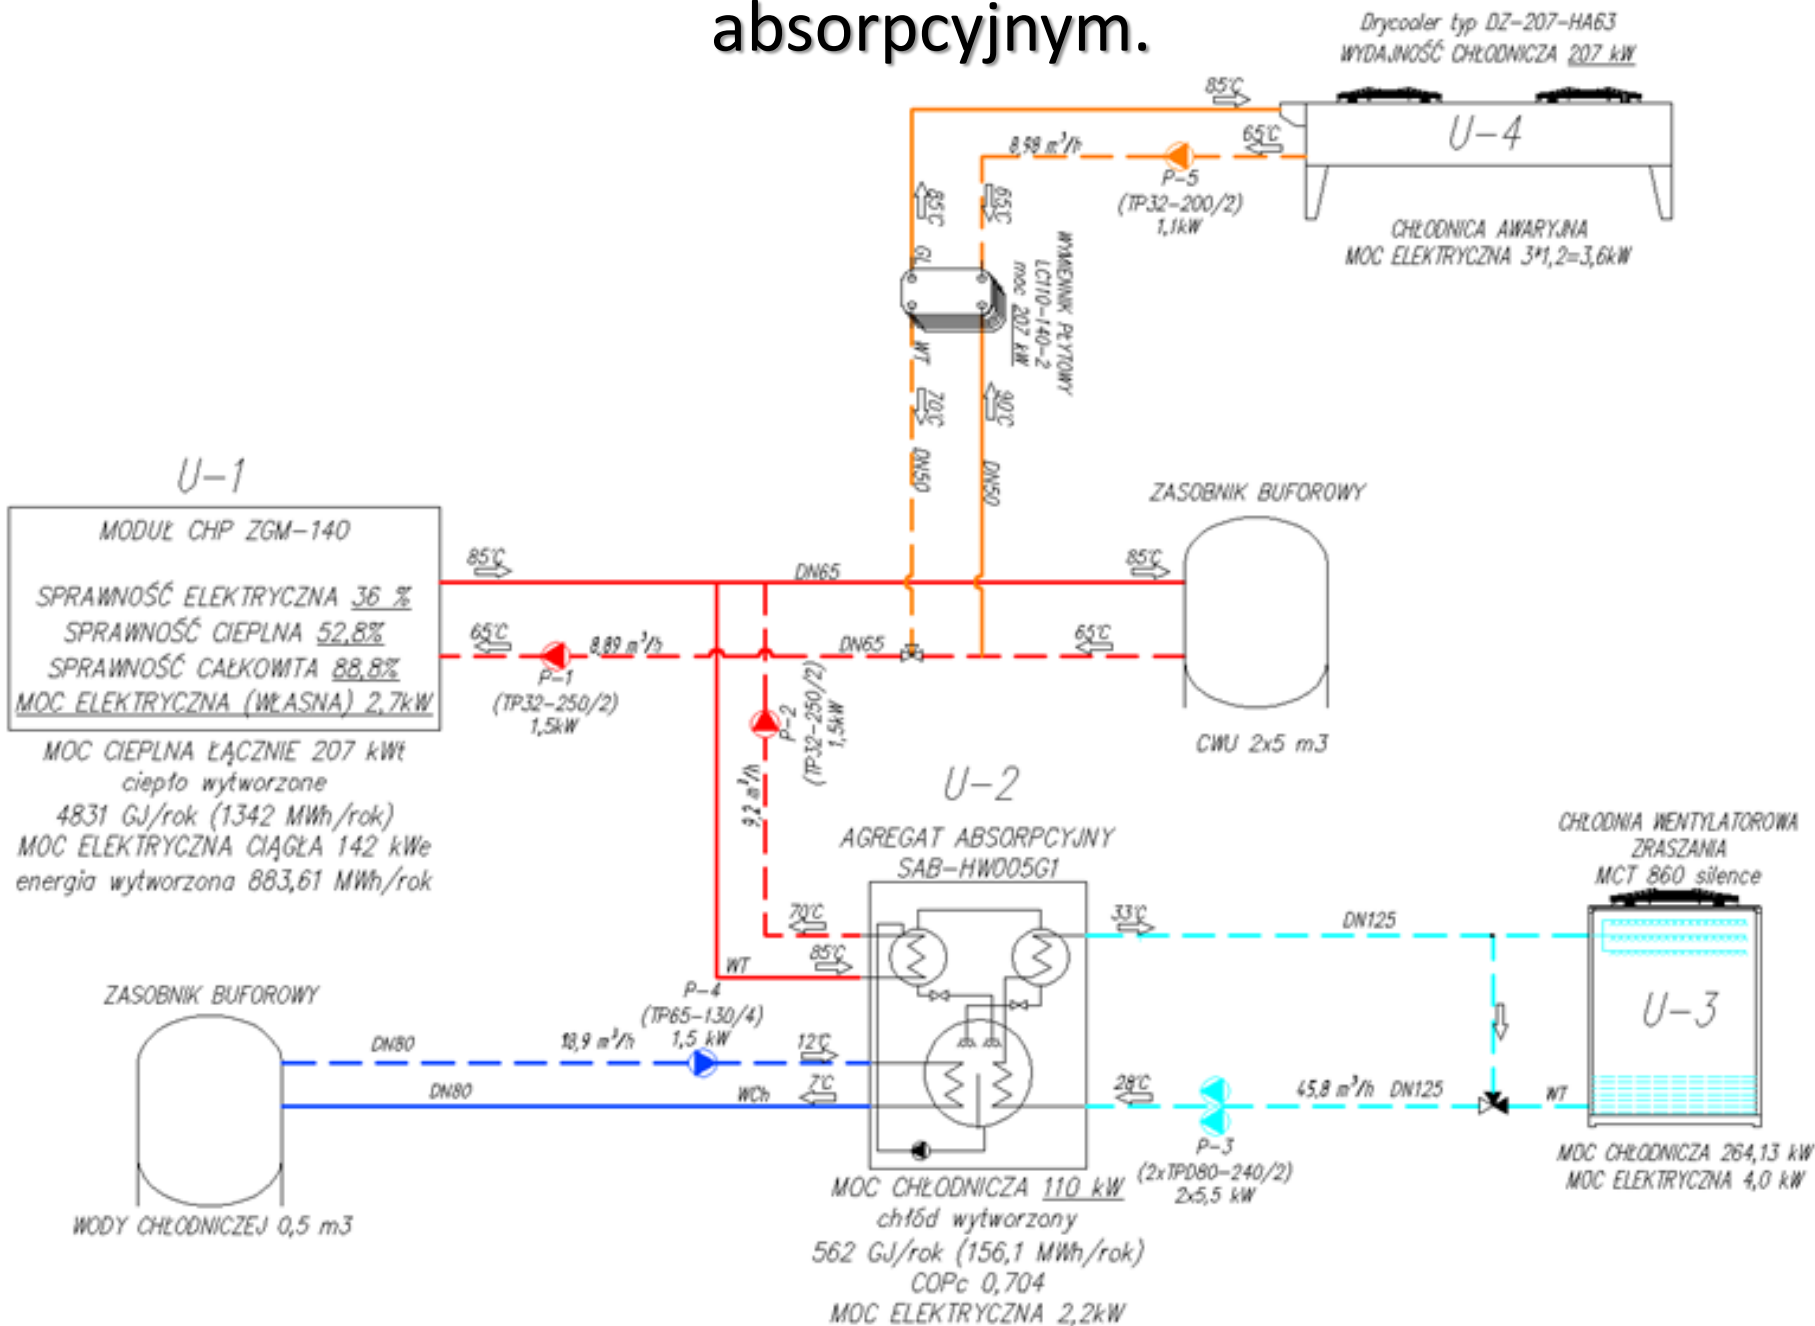 absorpcyjnym.
Drycooler typ DZ-207-HA63
WYDAJNOŚĆ CHŁODNICZA 207 kW
85°C
U-4
8,98 m³/h
65°C
P-5
(TP32-200/2)
1,1kW
CHŁODNICA AWARYJNA
MOC ELEKTRYCZNA 3*1,2=3,6kW
85°C
65°C
GL
WYMIENNIK PŁYTOWY
LC110-140-2
moc 207 kW
WT
70°C
90°C
DN50
DN50
U-1
MODUŁ CHP ZGM-140
SPRAWNOŚĆ ELEKTRYCZNA 36 %
SPRAWNOŚĆ CIEPLNA 52,8%
SPRAWNOŚĆ CAŁKOWITA 88,8%
MOC ELEKTRYCZNA (WŁASNA) 2,7kW
MOC CIEPLNA ŁĄCZNIE 207 kWt
ciepło wytworzone
4831 GJ/rok (1342 MWh/rok)
MOC ELEKTRYCZNA CIĄGŁA 142 kWe
energia wytworzona 883,61 MWh/rok
85°C
DN65
85°C
65°C
8,89 m³/h
DN65
65°C
P-1
(TP32-250/2)
1,5kW
P-2
(TP32-250/2)
1,5kW
9,2 m³/h
ZASOBNIK BUFOROWY
CWU 2x5 m3
U-2
AGREGAT ABSORPCYJNY
SAB-HW005G1
70°C
85°C
WT
33°C
DN125
CHŁODNIA WENTYLATOROWA
ZRASZANIA
MCT 860 silence
U-3
ZASOBNIK BUFOROWY
DN80
18,9 m³/h
P-4
(TP65-130/4)
1,5 kW
12°C
DN80
WCh
7°C
28°C
45,8 m³/h
DN125
WT
P-3
(2xTPD80-240/2)
2x5,5 kW
MOC CHŁODNICZA 264,13 kW
MOC ELEKTRYCZNA 4,0 kW
WODY CHŁODNICZEJ 0,5 m3
MOC CHŁODNICZA 110 kW
chłód wytworzony
562 GJ/rok (156,1 MWh/rok)
COPc 0,704
MOC ELEKTRYCZNA 2,2kW